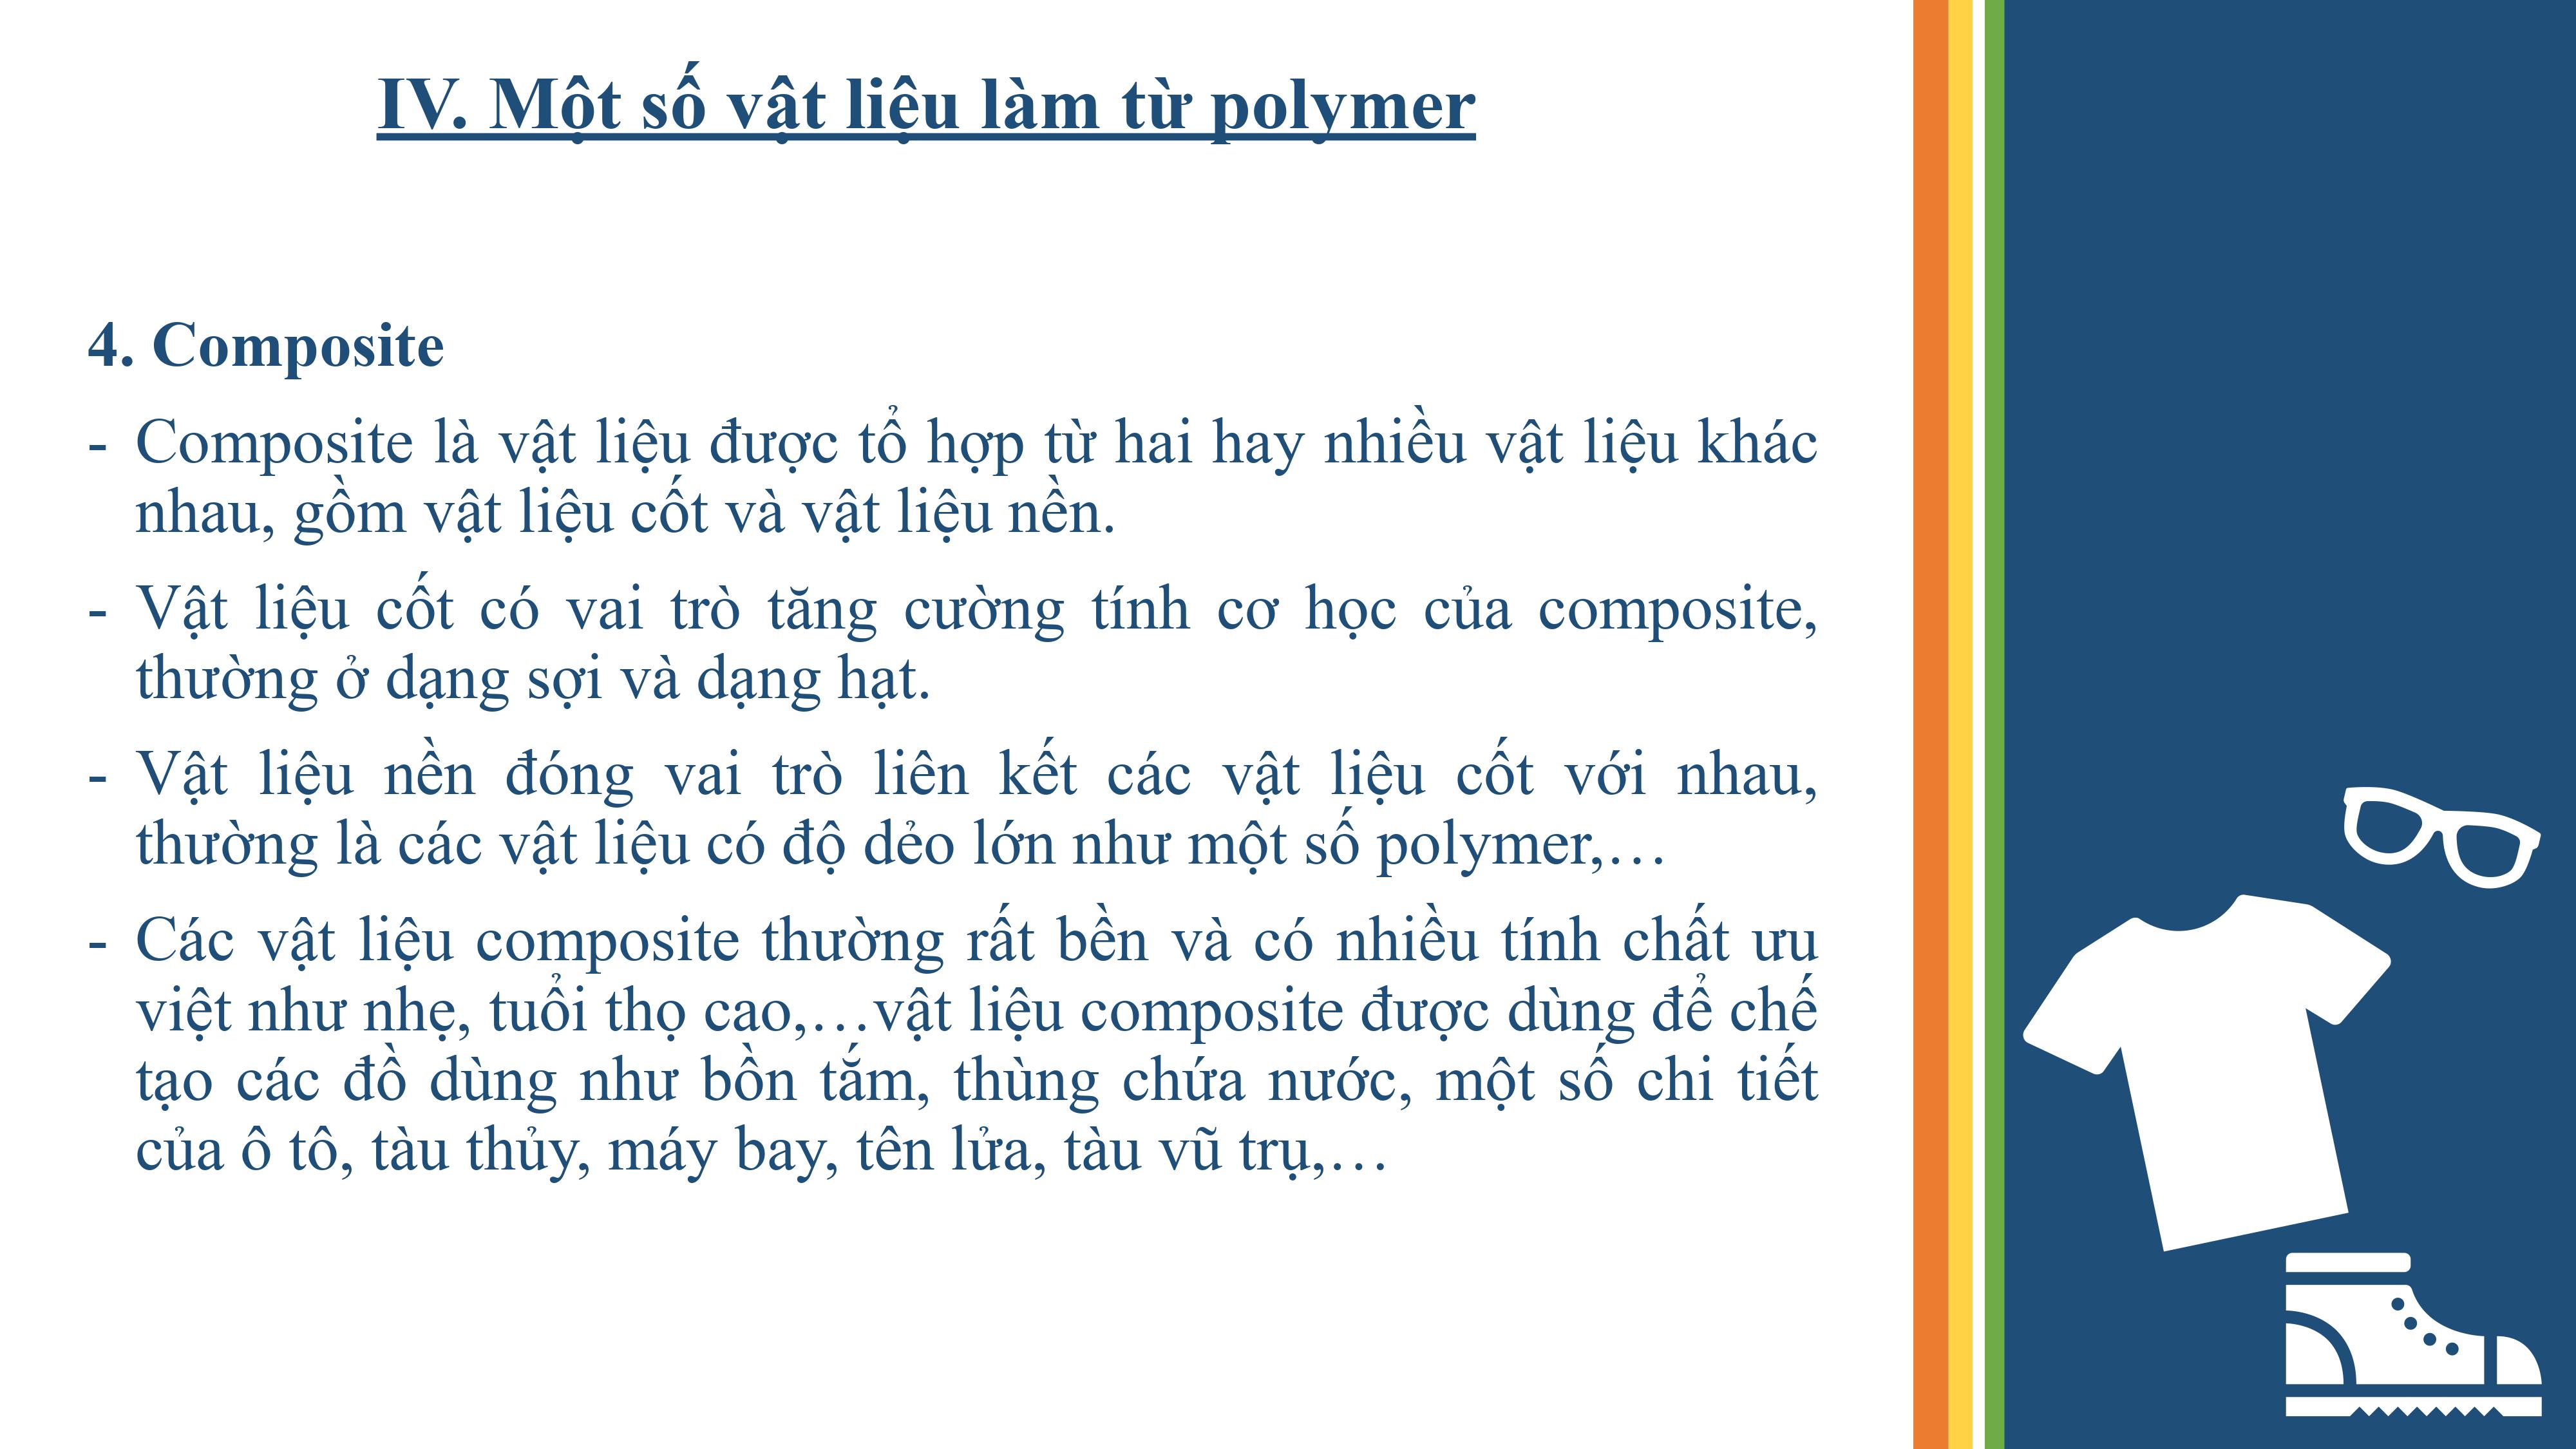 IV. Một số vật liệu làm từ polymer
4. Composite
- Composite là vật liệu được tổ hợp từ hai hay nhiều vật liệu khác
nhau, gồm vật liệu cốt và vật liệu nền.
- Vật liệu cốt có vai trò tăng cường tính cơ học của composite,
thường ở dạng sợi và dạng hạt.
- Vật liệu nền đóng vai trò liên kết các vật liệu cốt với nhau,
thường là các vật liệu có độ dẻo lớn như một số polymer,…
- Các vật liệu composite thường rất bền và có nhiều tính chất ưu
việt như nhẹ, tuổi thọ cao,…vật liệu composite được dùng để chế
tạo các đồ dùng như bồn tắm, thùng chứa nước, một số chi tiết
của ô tô, tàu thủy, máy bay, tên lửa, tàu vũ trụ,…